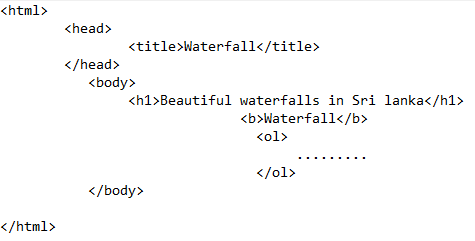 <html>
<head>
<title>Waterfall</title>
</head>
<body>
<h1>Beautiful waterfalls in Sri lanka</h1>
<b>Waterfall</b>
<ol>
.........
</ol>
</body>
</html>